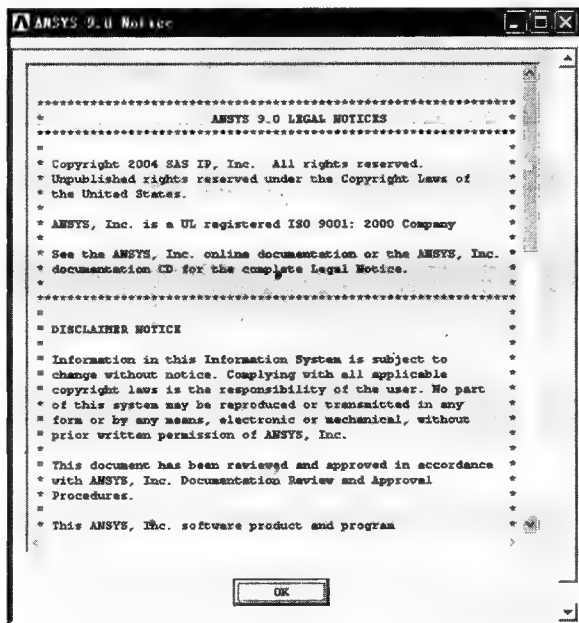 ANSYS 9.0 Notice
*****************************************************************
* ANSYS 9.0 LEGAL NOTICES *
*****************************************************************
* Copyright 2004 SAS IP, Inc. All rights reserved. *
* Unpublished rights reserved under the Copyright Laws of *
* the United States. *
* ANSYS, Inc. is a UL registered ISO 9001: 2000 Company *
* See the ANSYS, Inc. online documentation or the ANSYS, Inc. *
* documentation CD for the complete Legal Notice. *
*****************************************************************
* DISCLAIMER NOTICE *
* Information in this Information System is subject to *
* change without notice. Complying with all applicable *
* copyright laws is the responsibility of the user. No part *
* of this system may be reproduced or transmitted in any *
* form or by any means, electronic or mechanical, without *
* prior written permission of ANSYS, Inc. *
* This document has been reviewed and approved in accordance *
* with ANSYS, Inc. Documentation Review and Approval *
* Procedures. *
* This ANSYS, Inc. software product and program *
OK